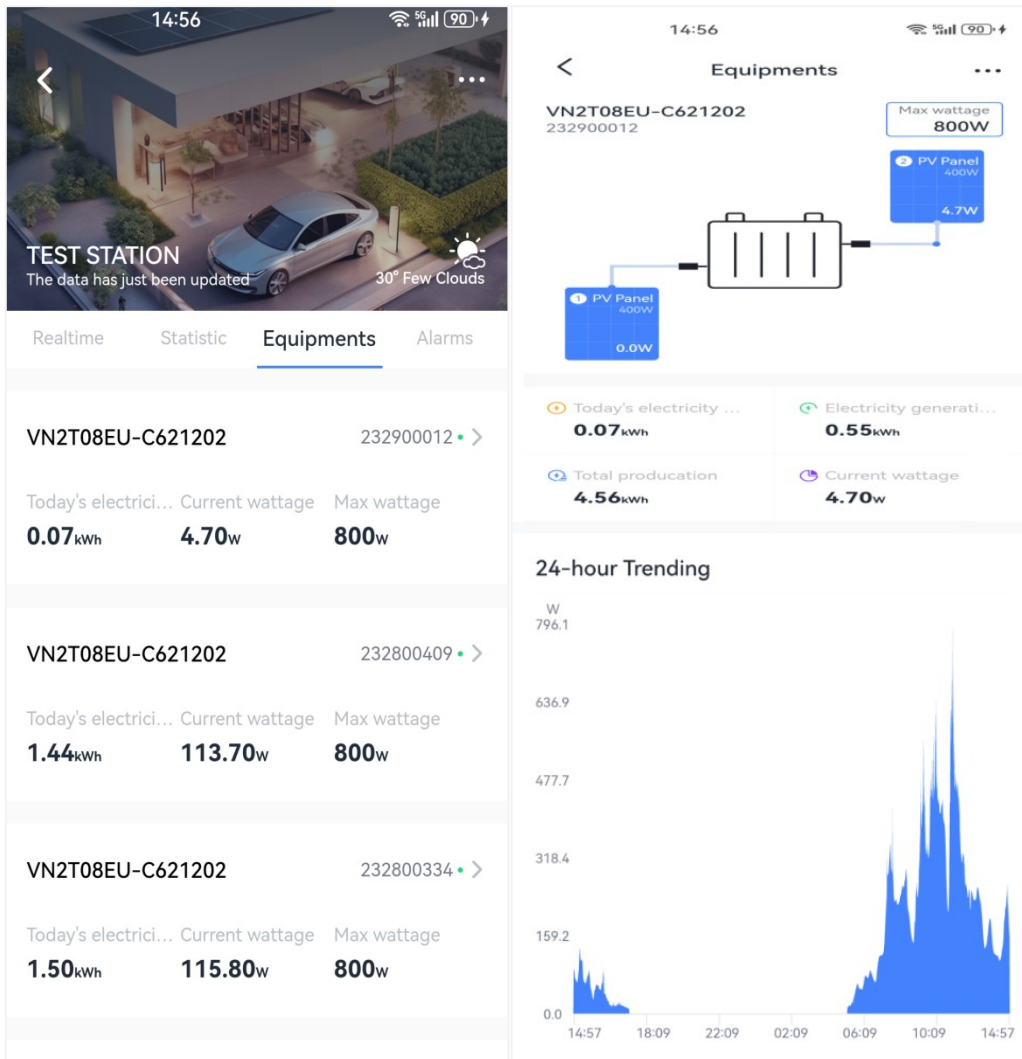 14:56
5G 90
TEST STATION
The data has just been updated
30° Few Clouds
Realtime Statistic Equipments Alarms
VN2T08EU-C621202 232900012
Today's electrici... Current wattage Max wattage
0.07kWh 4.70W 800W
VN2T08EU-C621202 232800409
Today's electrici... Current wattage Max wattage
1.44kWh 113.70W 800W
VN2T08EU-C621202 232800334
Today's electrici... Current wattage Max wattage
1.50kWh 115.80W 800W
14:56
5G 90
Equipments
VN2T08EU-C621202
232900012
Max wattage
800W
2 PV Panel
400W
4.7W
1 PV Panel
400W
0.0W
Today's electricity ...
0.07kWh
Electricity generati...
0.55kWh
Total producation
4.56kWh
Current wattage
4.70W
24-hour Trending
W
796.1
636.9
477.7
318.4
159.2
0.0
14:57 18:09 22:09 02:09 06:09 10:09 14:57